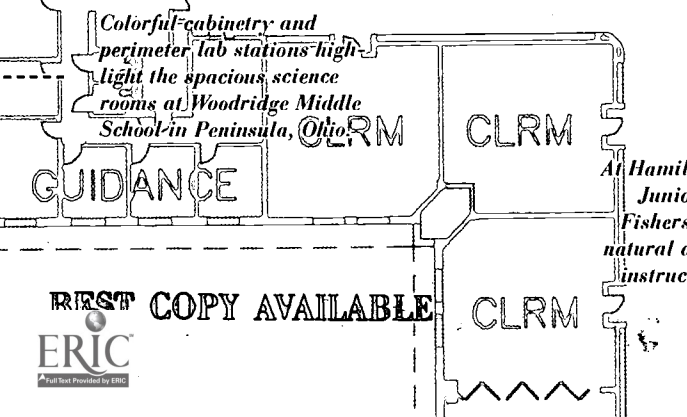 Colorful cabinetry and
perimeter lab stations high-
light the spacious science
rooms at Woodridge Middle
School in Peninsula, Ohio.
CLRM
CLRM
GUIDANCE
At Hamil
Junio
Fishers
natural
instruc
CLRM
BEST COPY AVAILABLE
ERIC
Full Text Provided by ERIC